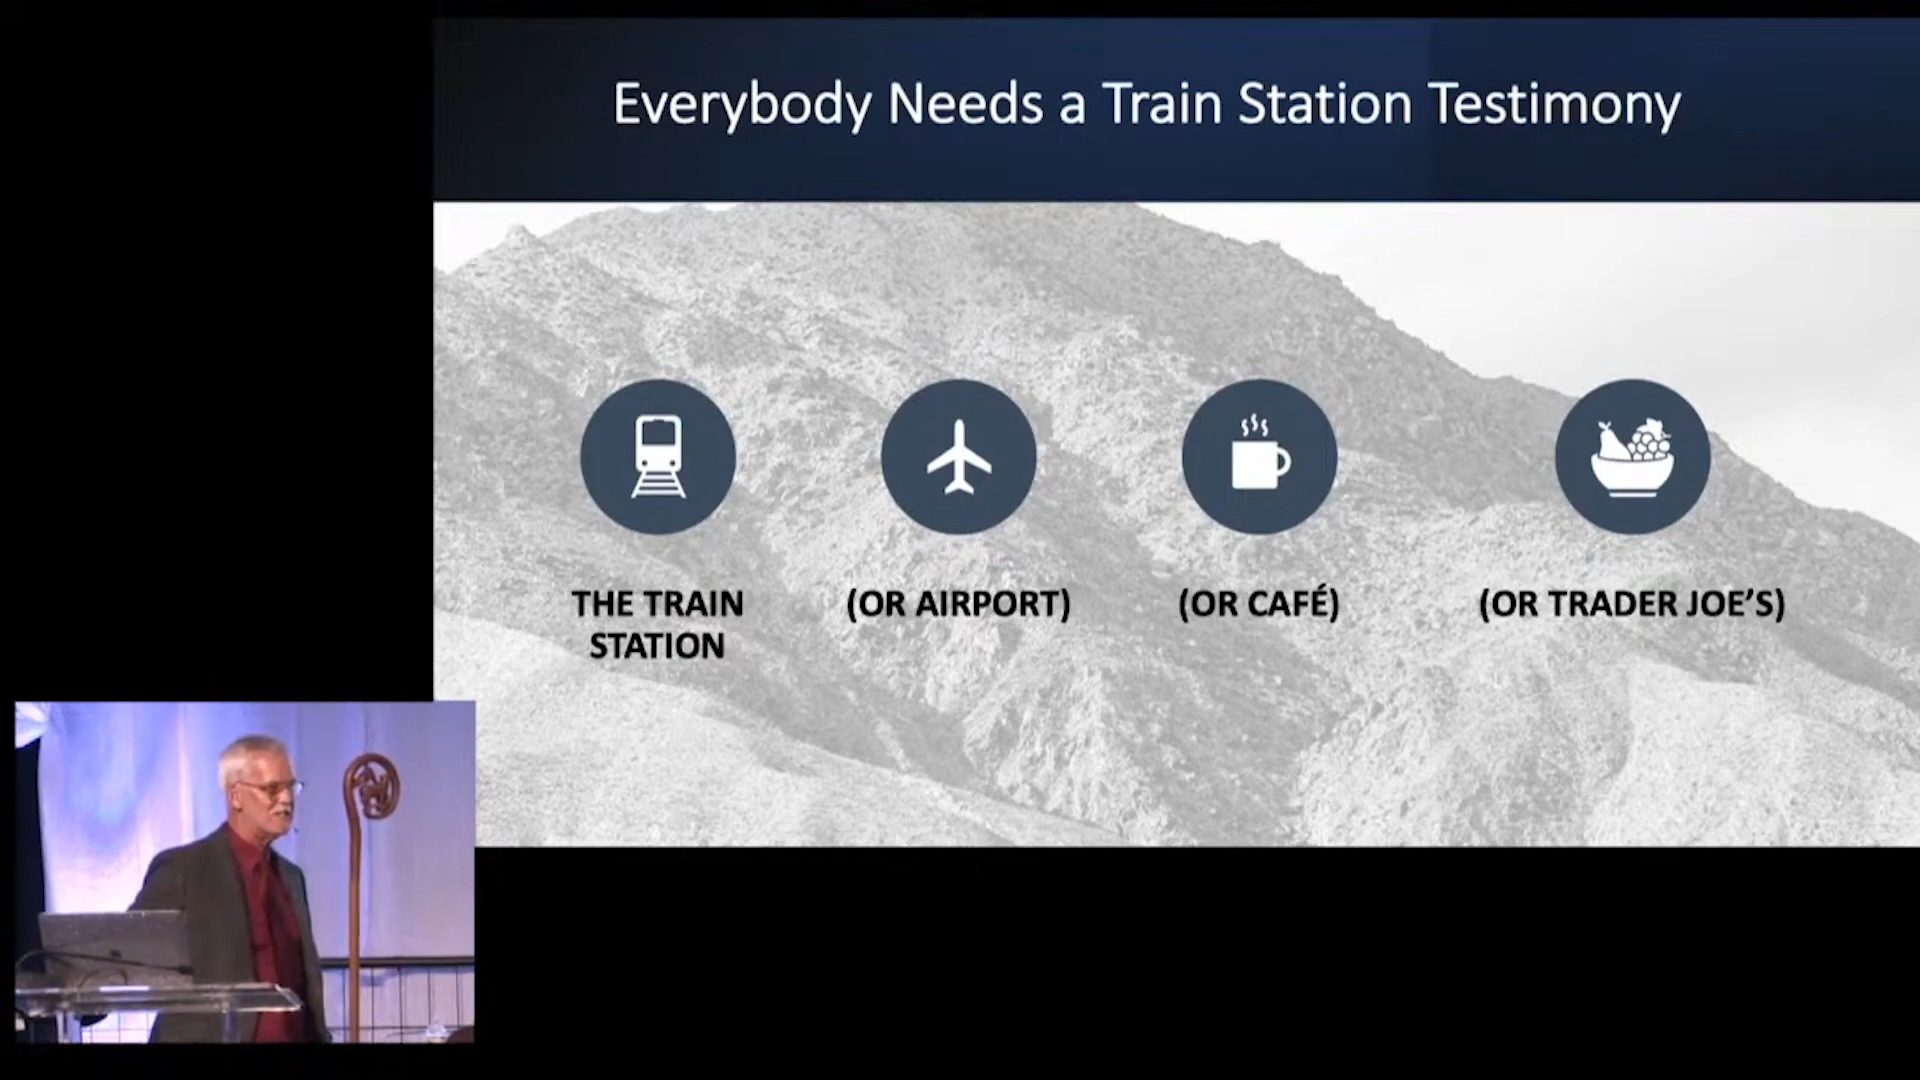 Everybody Needs a Train Station Testimony
THE TRAIN
STATION
(OR AIRPORT)
(OR CAFÉ)
(OR TRADER JOE’S)